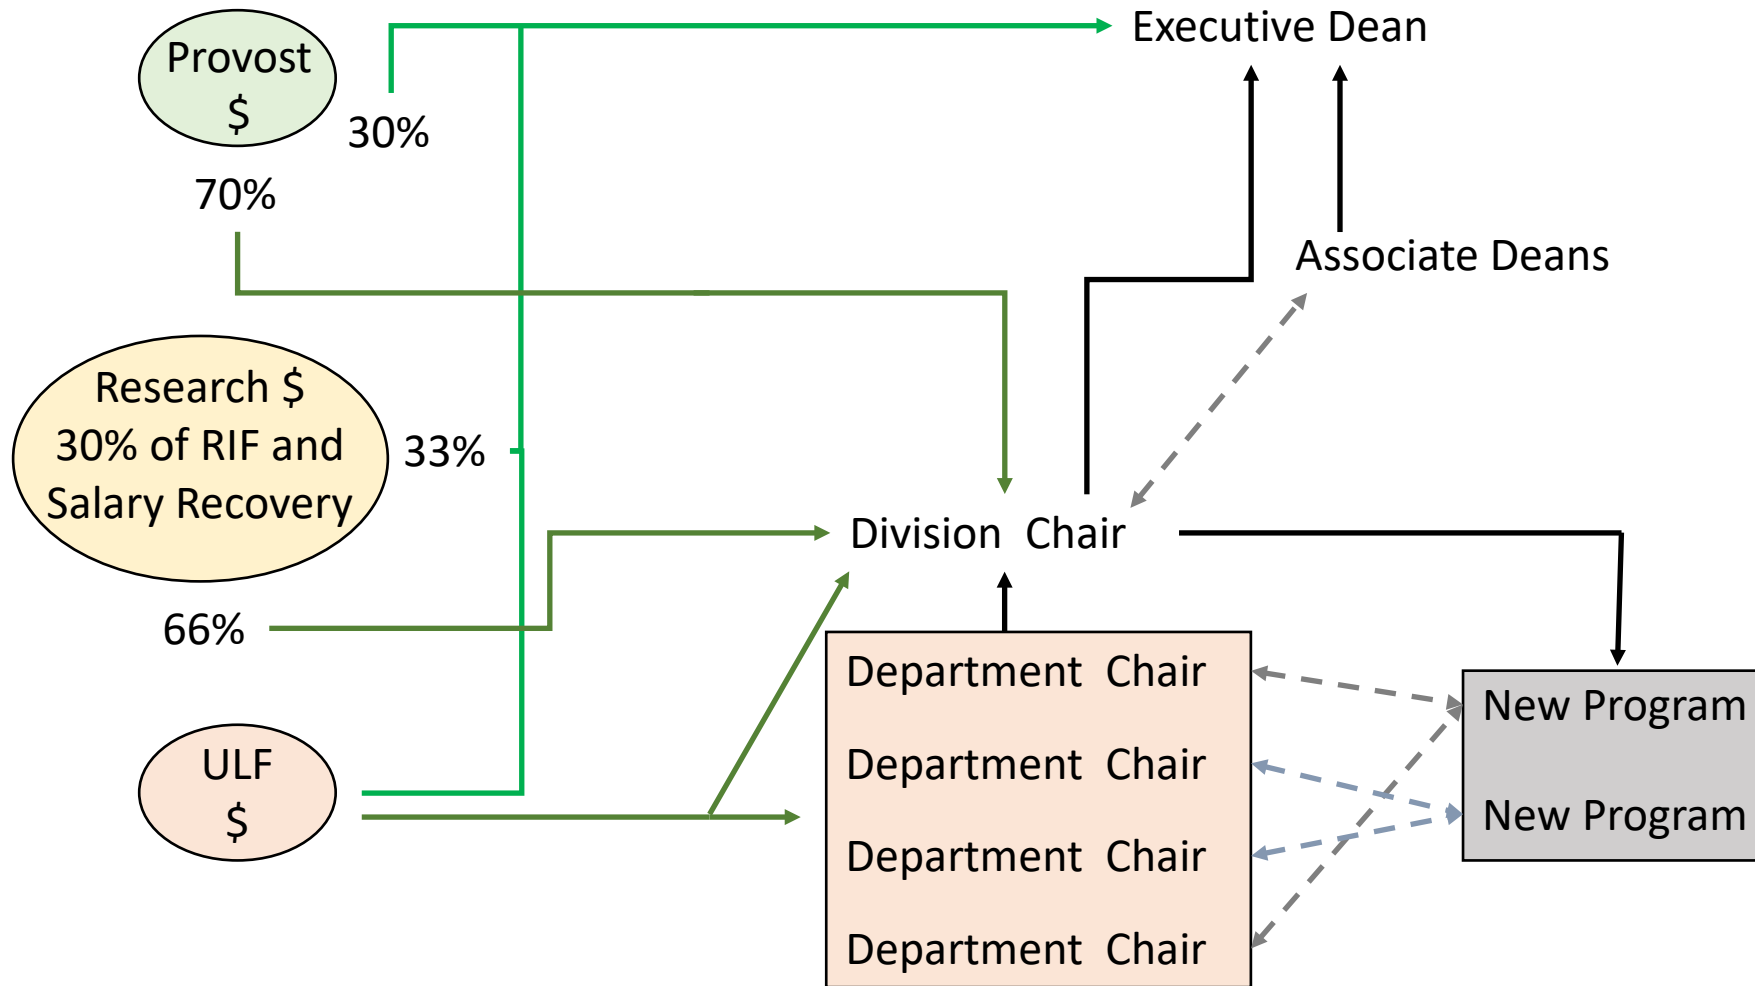 Provost
$
30%
70%
Executive Dean
Associate Deans
Research $
30% of RIF and
Salary Recovery
33%
66%
Division  Chair
ULF
$
Department  Chair
Department  Chair
Department  Chair
Department  Chair
New Program
New Program